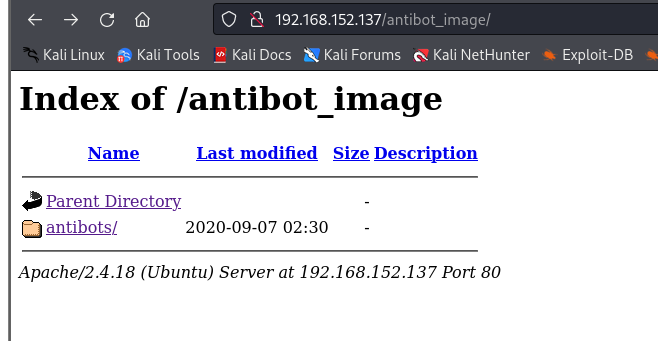 192.168.152.137/antibot_image/
Kali Linux Kali Tools Kali Docs Kali Forums Kali NetHunter Exploit-DB
Index of /antibot_image
Name Last modified Size Description
Parent Directory -
antibots/ 2020-09-07 02:30 -
Apache/2.4.18 (Ubuntu) Server at 192.168.152.137 Port 80